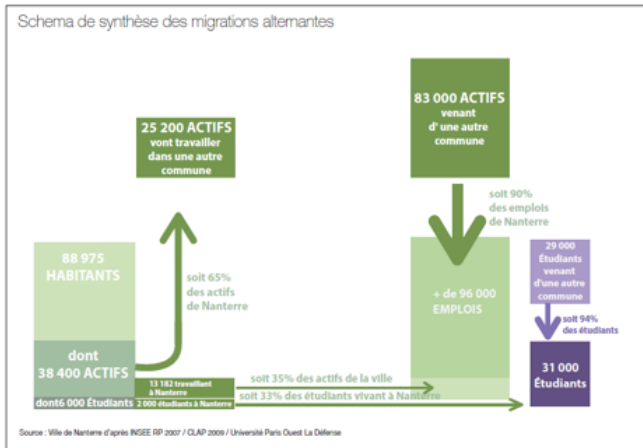 Schema de synthèse des migrations alternantes
25 200 ACTIFS
vont travailler
dans une autre
commune
83 000 ACTIFS
venant
d' une autre
commune
soit 90%
des emplois
de Nanterre
88 975
HABITANTS
soit 65%
des actifs
de Nanterre
+ de 96 000
EMPLOIS
29 000
Étudiants
venant
d'une autre
commune
soit 94%
des étudiants
dont
38 400 ACTIFS
13 182 travaillant
à Nanterre
soit 35% des actifs de la ville
31 000
Étudiants
dont6 000 Étudiants
2 000 étudiants à Nanterre
soit 33% des étudiants vivant à Nanterre
Source : Ville de Nanterre d'après INSEE RP 2007 / CLAP 2009 / Université Paris Ouest La Défense